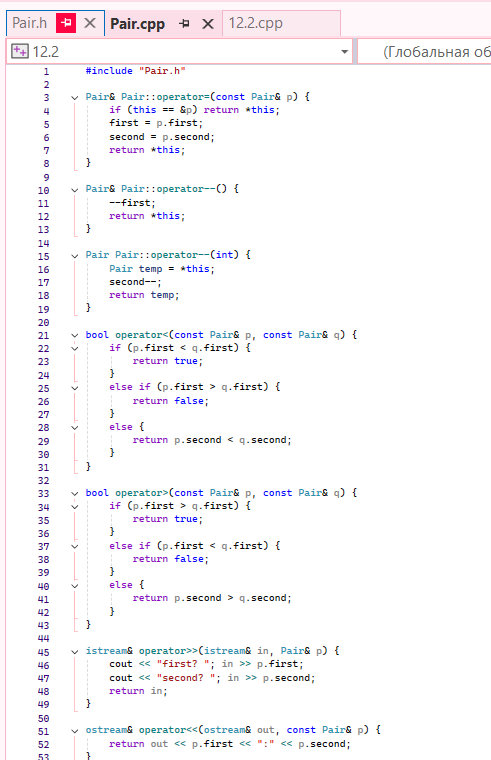 Pair.h Pair.cpp 12.2.cpp
12.2 (Глобальная об
1 #include "Pair.h"
2
3 Pair& Pair::operator=(const Pair& p) {
4 if (this == &p) return *this;
5 first = p.first;
6 second = p.second;
7 return *this;
8 }
9
10 Pair& Pair::operator--() {
11 --first;
12 return *this;
13 }
14
15 Pair Pair::operator--(int) {
16 Pair temp = *this;
17 second--;
18 return temp;
19 }
20
21 bool operator<(const Pair& p, const Pair& q) {
22 if (p.first < q.first) {
23 return true;
24 }
25 else if (p.first > q.first) {
26 return false;
27 }
28 else {
29 return p.second < q.second;
30 }
31 }
32
33 bool operator>(const Pair& p, const Pair& q) {
34 if (p.first > q.first) {
35 return true;
36 }
37 else if (p.first < q.first) {
38 return false;
39 }
40 else {
41 return p.second > q.second;
42 }
43 }
44
45 istream& operator>>(istream& in, Pair& p) {
46 cout << "first? "; in >> p.first;
47 cout << "second? "; in >> p.second;
48 return in;
49 }
50
51 ostream& operator<<(ostream& out, const Pair& p) {
52 return out << p.first << ":" << p.second;
53 }